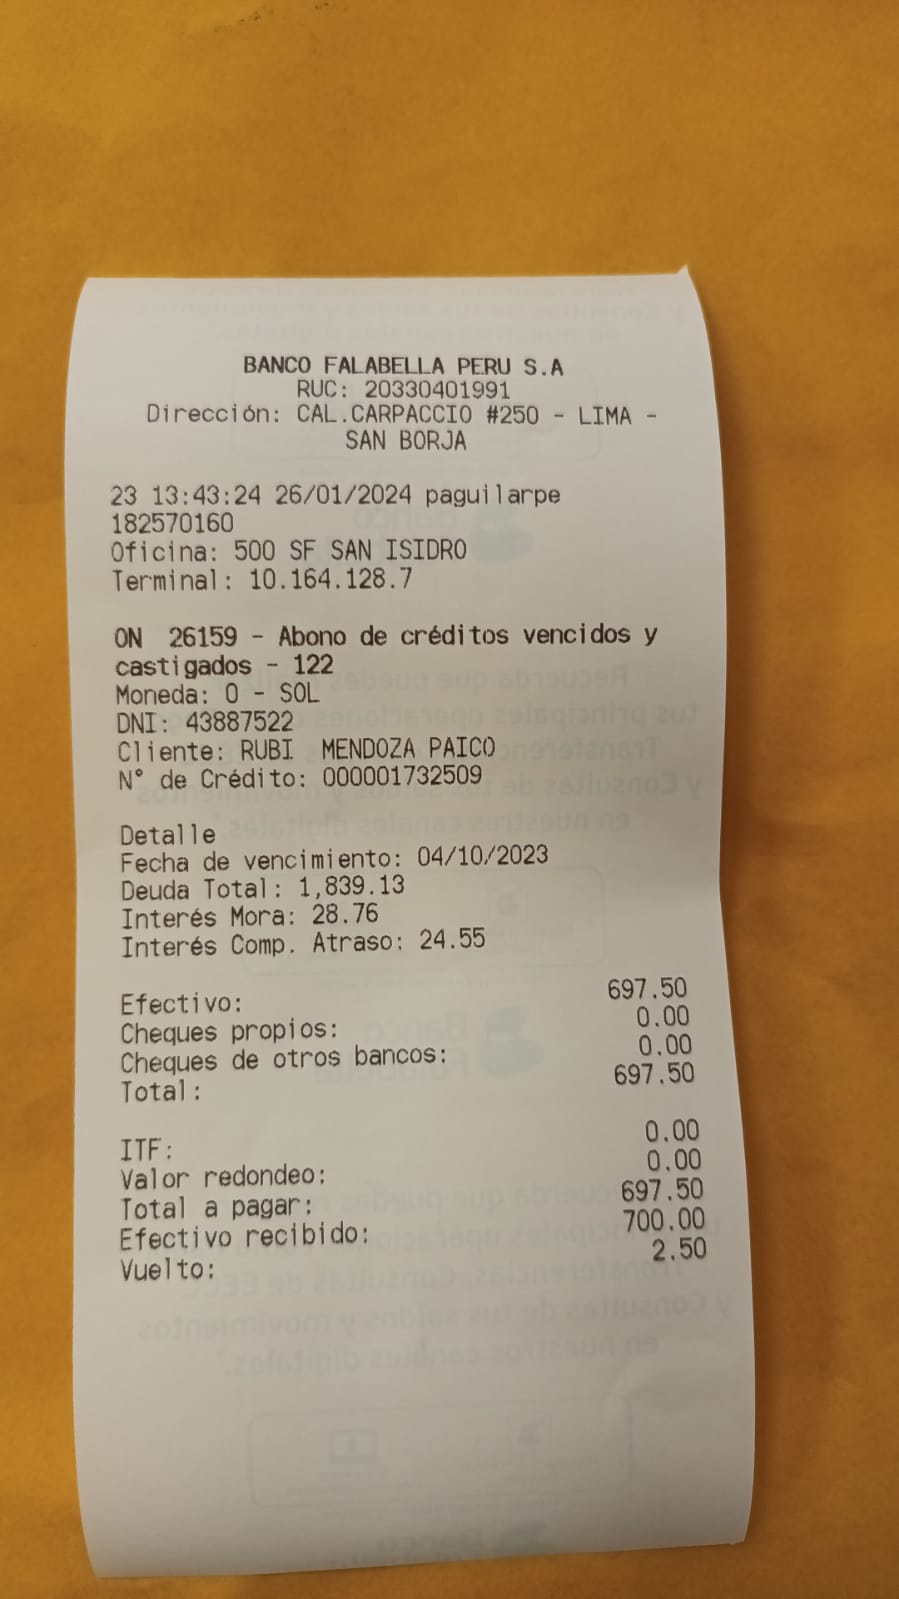 BANCO FALABELLA PERU S.A
RUC: 20330401991
Dirección: CAL.CARPACCIO #250 - LIMA -
SAN BORJA
23 13:43:24 26/01/2024 paguilarpe
182570160
Oficina: 500 SF SAN ISIDRO
Terminal: 10.164.128.7
ON 26159 - Abono de créditos vencidos y
castigados - 122
Moneda: 0 - SOL
DNI: 43887522
Cliente: RUBI MENDOZA PAICO
N° de Crédito: 000001732509
Detalle
Fecha de vencimiento: 04/10/2023
Deuda Total: 1,839.13
Interés Mora: 28.76
Interés Comp. Atraso: 24.55
Efectivo: 697.50
Cheques propios: 0.00
Cheques de otros bancos: 0.00
Total: 697.50
ITF: 0.00
Valor redondeo: 0.00
Total a pagar: 697.50
Efectivo recibido: 700.00
Vuelto: 2.50